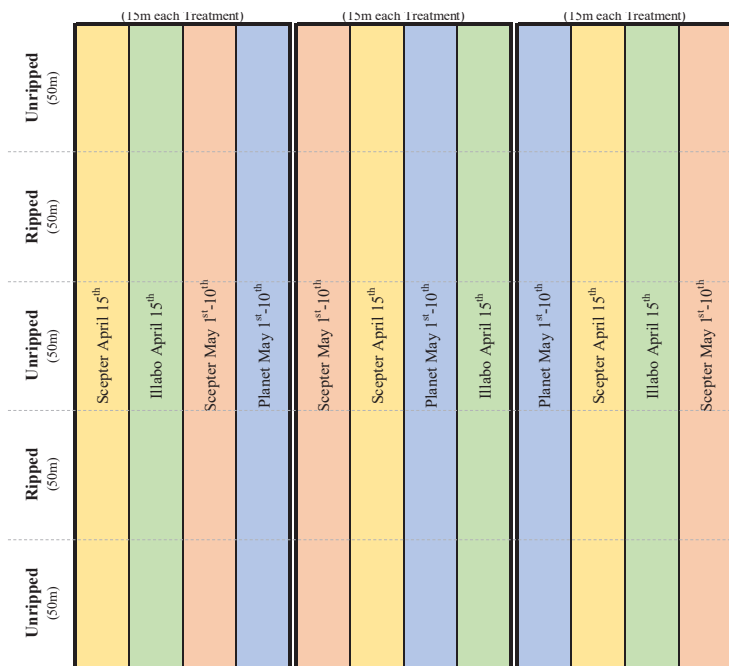 (15m each Treatment)
(15m each Treatment)
(15m each Treatment)
Unripped
(50m)
Ripped
(50m)
Unripped
(50m)
Ripped
(50m)
Unripped
(50m)
Scepter April 15th
Illabo April 15th
Scepter May 1st-10th
Planet May 1st-10th
Scepter May 1st-10th
Scepter April 15th
Planet May 1st-10th
Illabo April 15th
Planet May 1st-10th
Scepter April 15th
Illabo April 15th
Scepter May 1st-10th